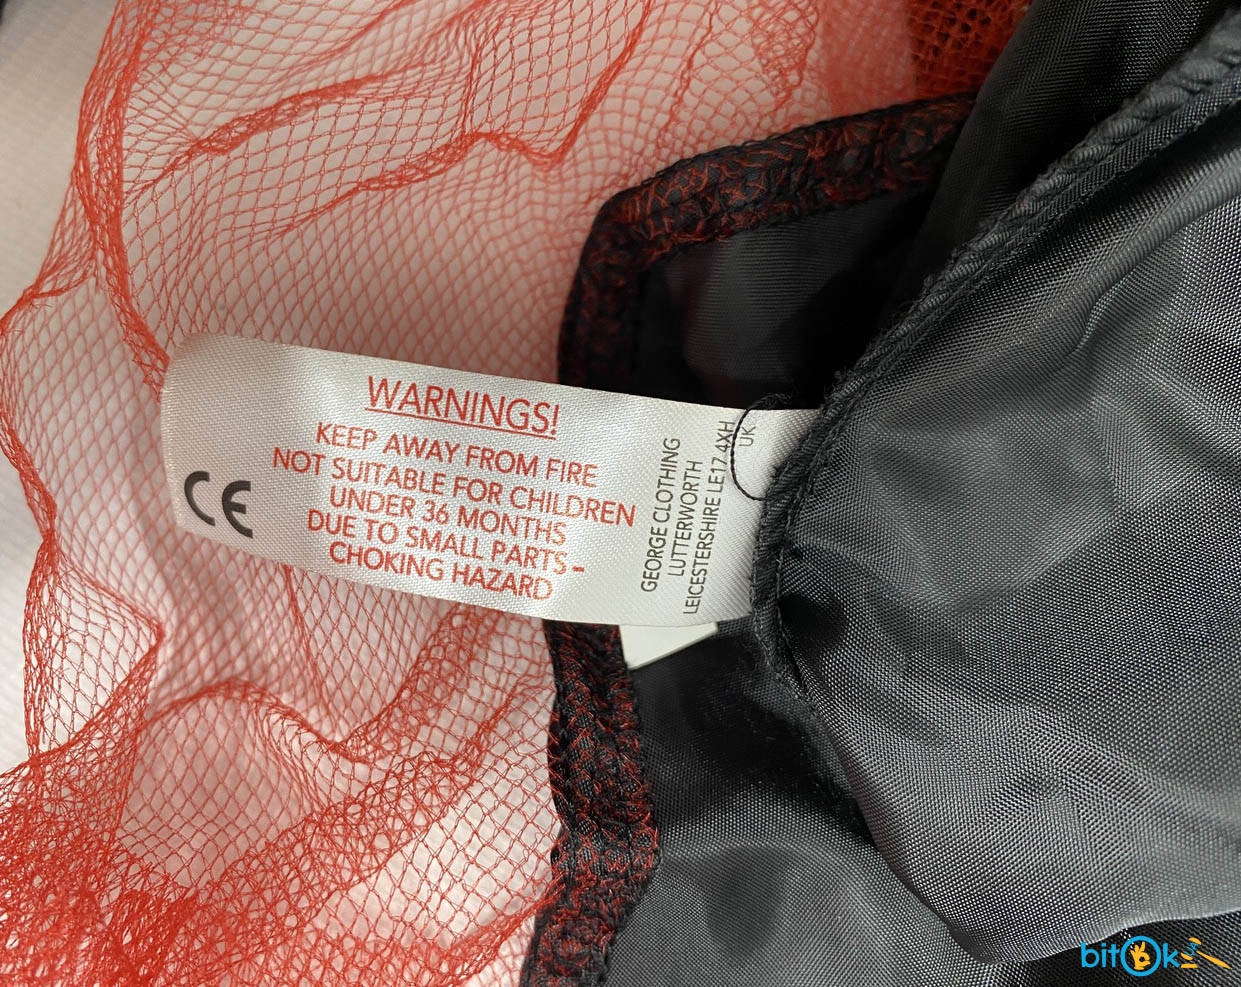 WARNINGS!
KEEP AWAY FROM FIRE
NOT SUITABLE FOR CHILDREN
UNDER 36 MONTHS
DUE TO SMALL PARTS -
CHOKING HAZARD
CE
GEORGE CLOTHING
LUTTERWORTH
LEICESTERSHIRE LE17 4XH
UK
bitOk